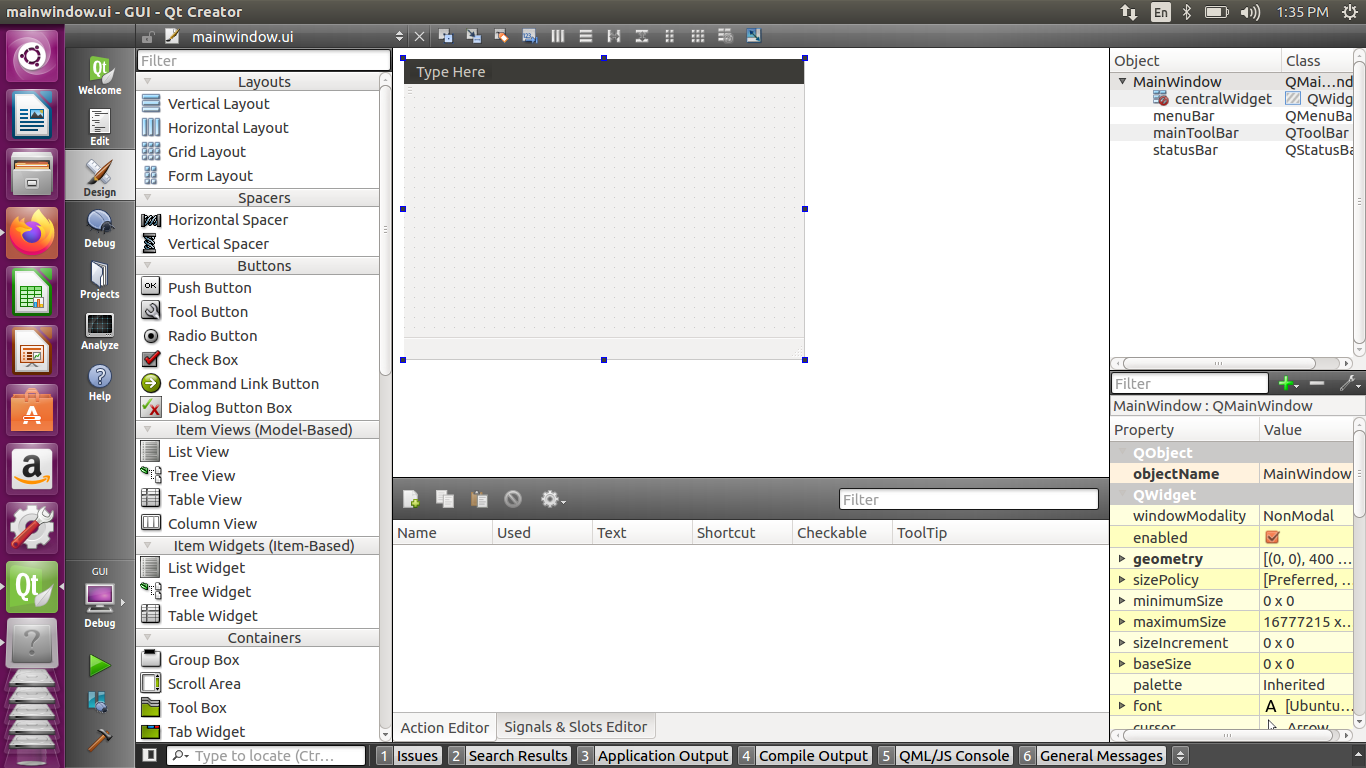 mainwindow.ui - GUI - Qt Creator
En
1:35 PM
mainwindow.ui
Welcome
Edit
Design
Debug
Projects
Analyze
Help
GUI
Debug
Filter
Layouts
Vertical Layout
Horizontal Layout
Grid Layout
Form Layout
Spacers
Horizontal Spacer
Vertical Spacer
Buttons
OK
Push Button
Tool Button
Radio Button
Check Box
Command Link Button
Dialog Button Box
Item Views (Model-Based)
List View
Tree View
Table View
Column View
Item Widgets (Item-Based)
List Widget
Tree Widget
Table Widget
Containers
Group Box
Scroll Area
Tool Box
Tab Widget
Type Here
Filter
Name Used Text Shortcut Checkable ToolTip
Action Editor Signals & Slots Editor
Object Class
MainWindow QMai...nd
centralWidget QWidg
menuBar QMenuBa
mainToolBar QToolBar
statusBar QStatusBa
Filter
MainWindow : QMainWindow
Property Value
QObject
objectName MainWindow
QWidget
windowModality NonModal
enabled
geometry [(0, 0), 400 ...
sizePolicy [Preferred, ...
minimumSize 0 x 0
maximumSize 16777215 x...
sizeIncrement 0 x 0
baseSize 0 x 0
palette Inherited
font A [Ubuntu...
cursor Arrow
Type to locate (Ctr...
1 Issues 2 Search Results 3 Application Output 4 Compile Output 5 QML/JS Console 6 General Messages